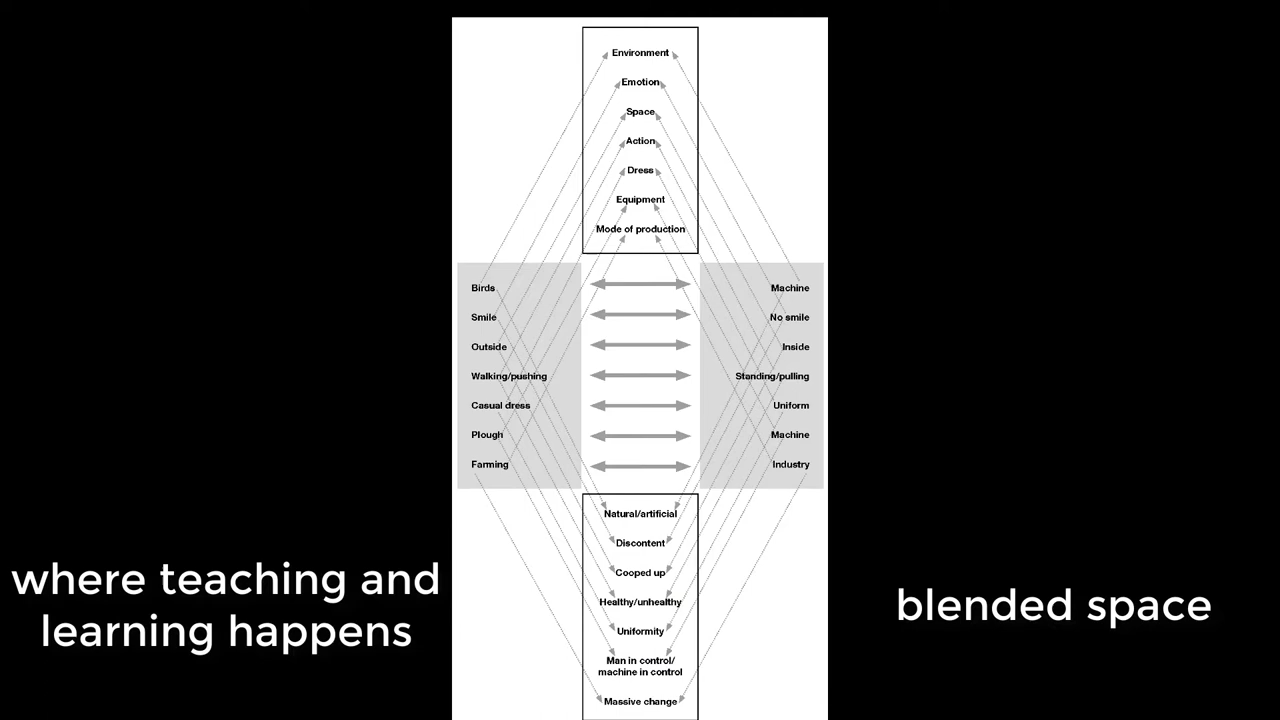 Environment
Emotion
Space
Action
Dress
Equipment
Mode of production
Birds
Machine
Smile
No smile
Outside
Inside
Walking/pushing
Standing/pulling
Casual dress
Uniform
Plough
Machine
Farming
Industry
Natural/artificial
Discontent
Cooped up
Healthy/unhealthy
Uniformity
Man in control/
machine in control
Massive change
where teaching and
learning happens
blended space